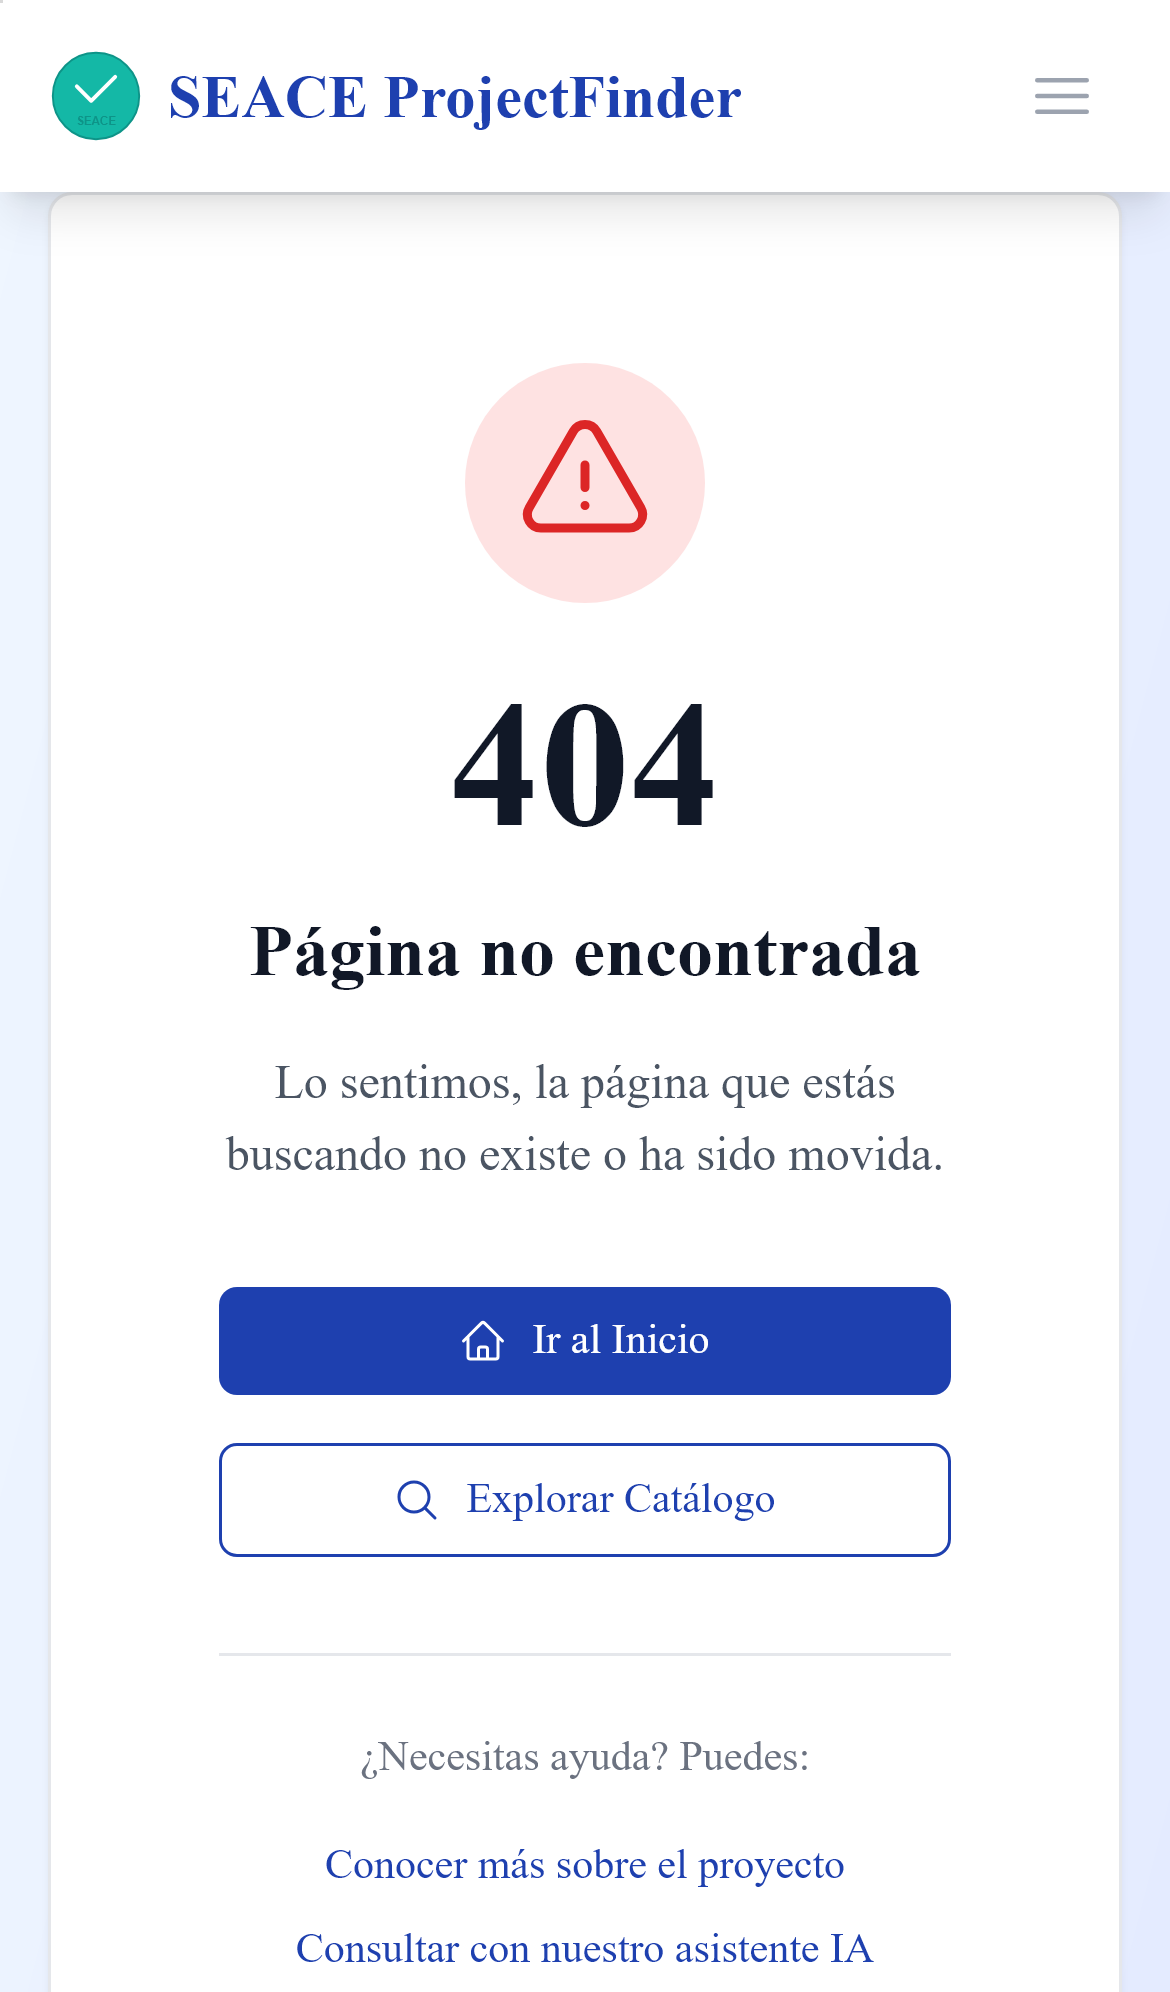 SEACE
SEACE ProjectFinder
404
Página no encontrada
Lo sentimos, la página que estás
buscando no existe o ha sido movida.
Ir al Inicio
Explorar Catálogo
¿Necesitas ayuda? Puedes:
Conocer más sobre el proyecto
Consultar con nuestro asistente IA